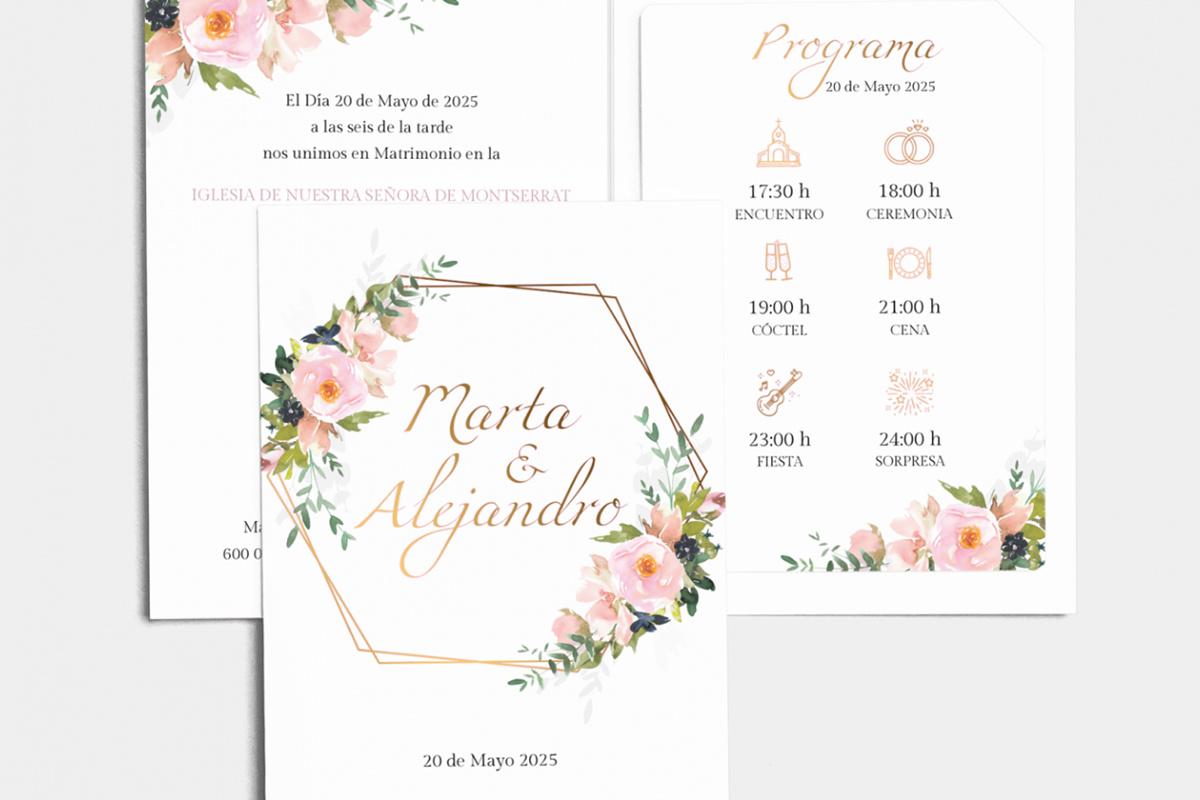 El Día 20 de Mayo de 2025
a las seis de la tarde
nos unimos en Matrimonio en la
IGLESIA DE NUESTRA SEÑORA DE MONTSERRAT
600
Marta
&
Alejandro
20 de Mayo 2025
Programa
20 de Mayo 2025
17:30 h
ENCUENTRO
18:00 h
CEREMONIA
19:00 h
CÓCTEL
21:00 h
CENA
23:00 h
FIESTA
24:00 h
SORPRESA